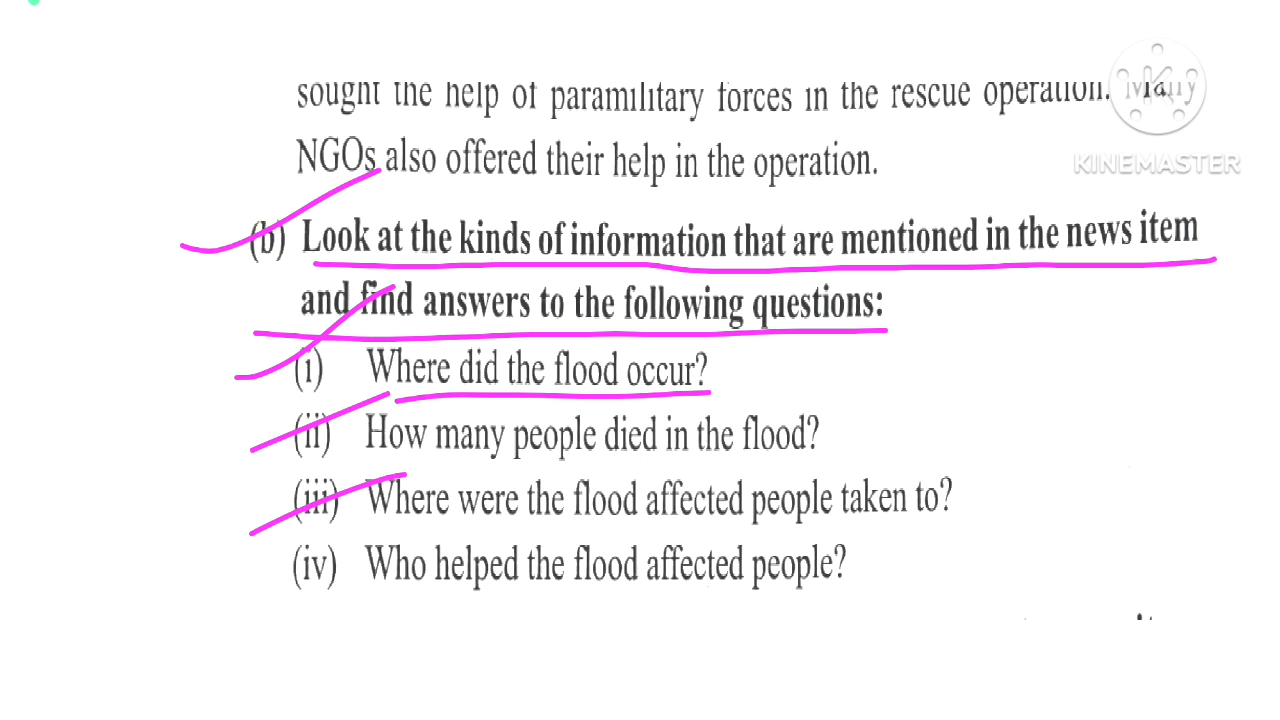 sought the help of paramilitary forces in the rescue operation. Many
NGOs also offered their help in the operation.
KINEMASTER
(b) Look at the kinds of information that are mentioned in the news item
and find answers to the following questions:
(i) Where did the flood occur?
(ii) How many people died in the flood?
(iii) Where were the flood affected people taken to?
(iv) Who helped the flood affected people?